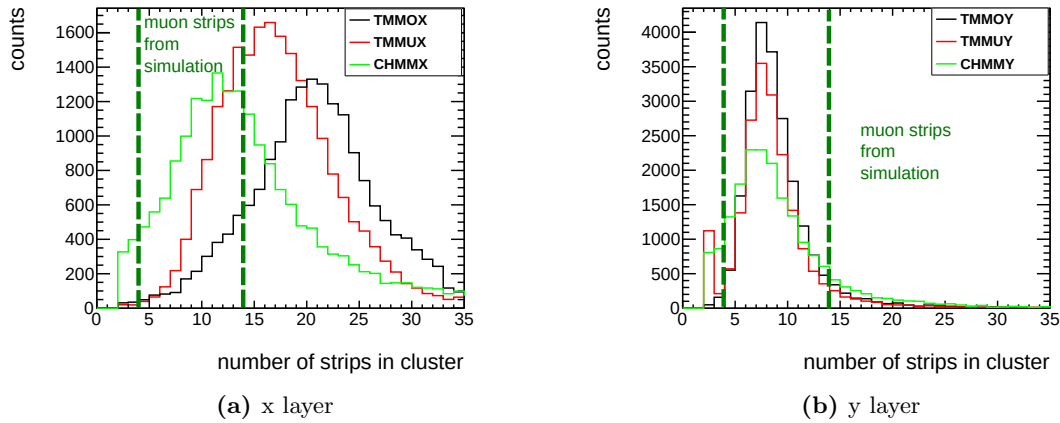 counts
1600
1400
1200
1000
800
600
400
200
0
0 5 10 15 20 25 30 35
muon strips
from
simulation
TMMOX
TMMUX
CHMMX
number of strips in cluster
(a) x layer
counts
4000
3500
3000
2500
2000
1500
1000
500
0
0 5 10 15 20 25 30 35
TMMOY
TMMUY
CHMMY
muon strips
from
simulation
number of strips in cluster
(b) y layer